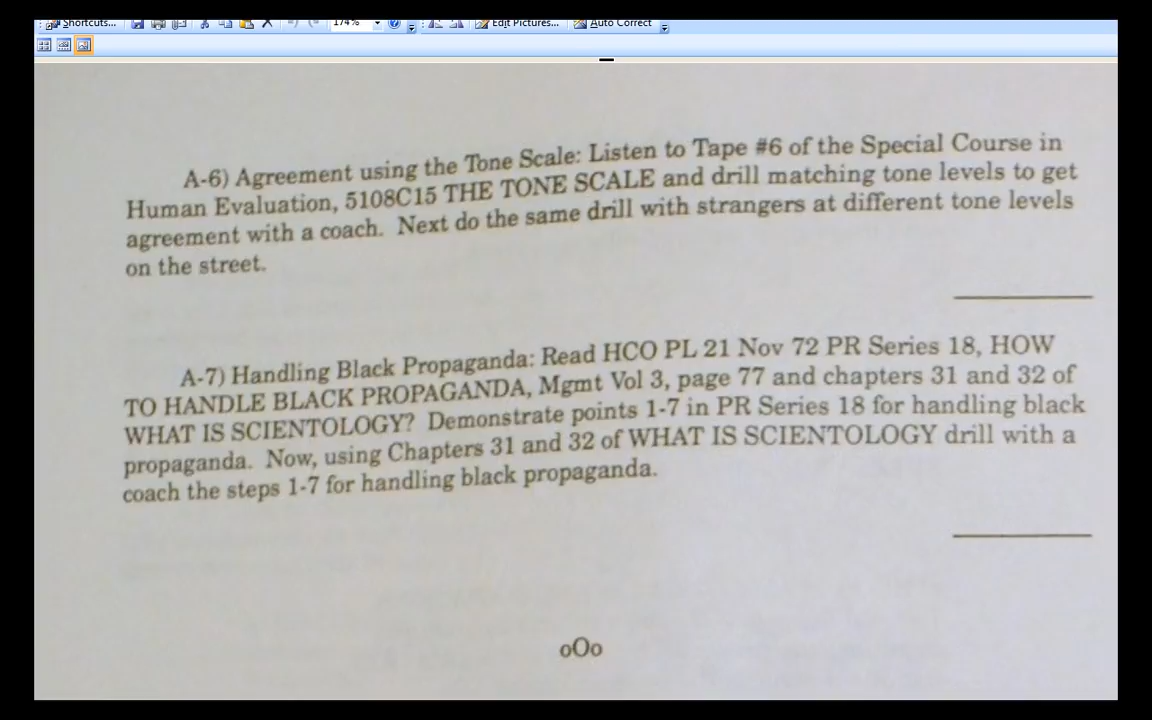 Shortcuts...
174%
Edit Pictures...
Auto Correct
A-6) Agreement using the Tone Scale: Listen to Tape #6 of the Special Course in
Human Evaluation, 5108C15 THE TONE SCALE and drill matching tone levels to get
agreement with a coach. Next do the same drill with strangers at different tone levels
on the street.
A-7) Handling Black Propaganda: Read HCO PL 21 Nov 72 PR Series 18, HOW
TO HANDLE BLACK PROPAGANDA, Mgmt Vol 3, page 77 and chapters 31 and 32 of
WHAT IS SCIENTOLOGY? Demonstrate points 1-7 in PR Series 18 for handling black
propaganda. Now, using Chapters 31 and 32 of WHAT IS SCIENTOLOGY drill with a
coach the steps 1-7 for handling black propaganda.
oOo